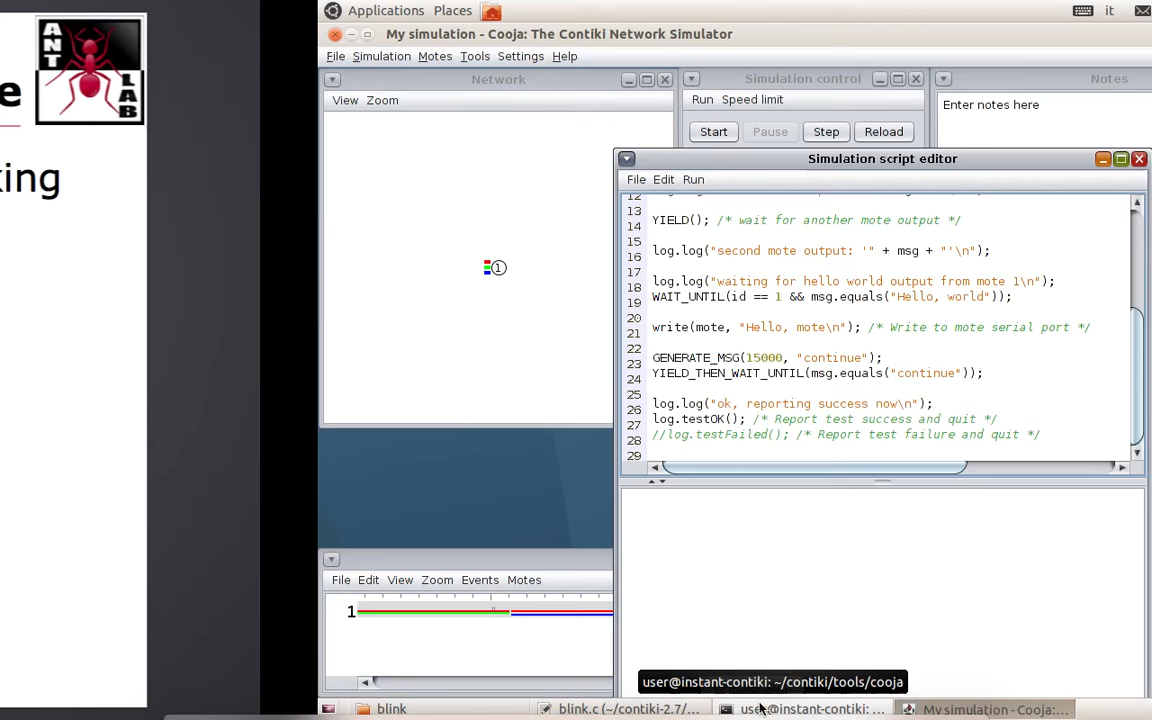 Applications Places it
My simulation - Cooja: The Contiki Network Simulator
File Simulation Motes Tools Settings Help
ANT
LAB
e
king
Network
View Zoom
1
Simulation control
Run Speed limit
Start Pause Step Reload
Notes
Enter notes here
Simulation script editor
File Edit Run
12
13
14 YIELD(); /* wait for another mote output */
15
16 log.log("second mote output: '" + msg + "'\n");
17
18 log.log("waiting for hello world output from mote 1\n");
19 WAIT_UNTIL(id == 1 && msg.equals("Hello, world"));
20
21 write(mote, "Hello, mote\n"); /* Write to mote serial port */
22
23 GENERATE_MSG(15000, "continue");
24 YIELD_THEN_WAIT_UNTIL(msg.equals("continue"));
25
26 log.log("ok, reporting success now\n");
27 log.testOK(); /* Report test success and quit */
28 //log.testFailed(); /* Report test failure and quit */
29
File Edit View Zoom Events Motes
1
user@instant-contiki: ~/contiki/tools/cooja
blink
blink.c (~/contiki-2.7/...
user@instant-contiki: ...
My simulation - Cooja:...